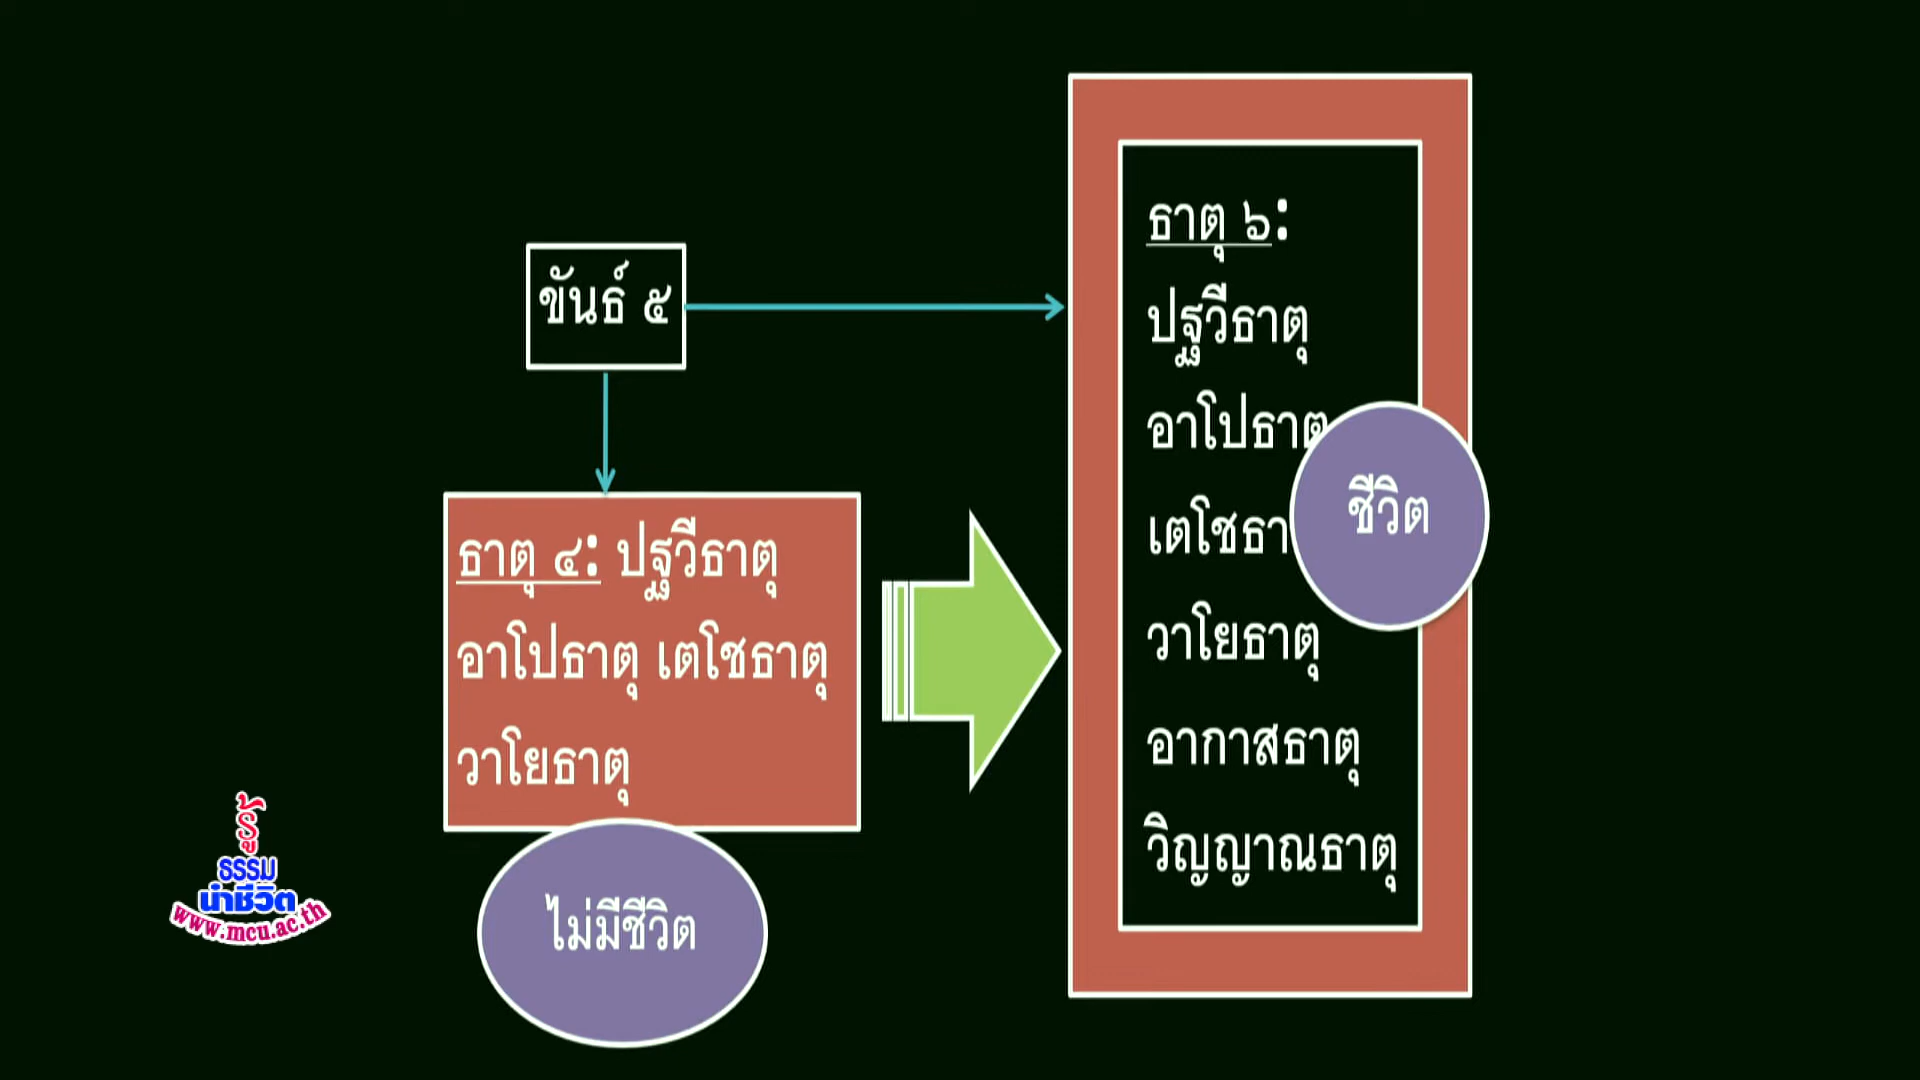 ขันธ์ ๕
ธาตุ ๔: ปฐวีธาตุ
อาโปธาตุ เตโชธาตุ
วาโยธาตุ
ไม่มีชีวิต
ธาตุ ๖:
ปฐวีธาตุ
อาโปธาตุ
เตโชธา
วาโยธาตุ
อากาสธาตุ
วิญญาณธาตุ
ชีวิต
รู้
ธรรม
นำชีวิต
www.mcu.ac.th